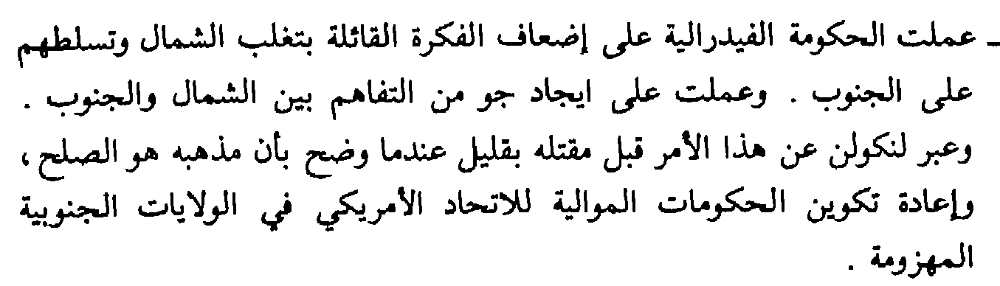 ـ عملت الحكومة الفيدرالية على إضعاف الفكرة القائلة بتغلب الشمال وتسلطهم
على الجنوب . وعملت على ايجاد جو من التفاهم بين الشمال والجنوب .
وعبر لنكولن عن هذا الأمر قبل مقتله بقليل عندما وضح بأن مذهبه هو الصلح ،
وإعادة تكوين الحكومات الموالية للاتحاد الأمريكي في الولايات الجنوبية
المهزومة .